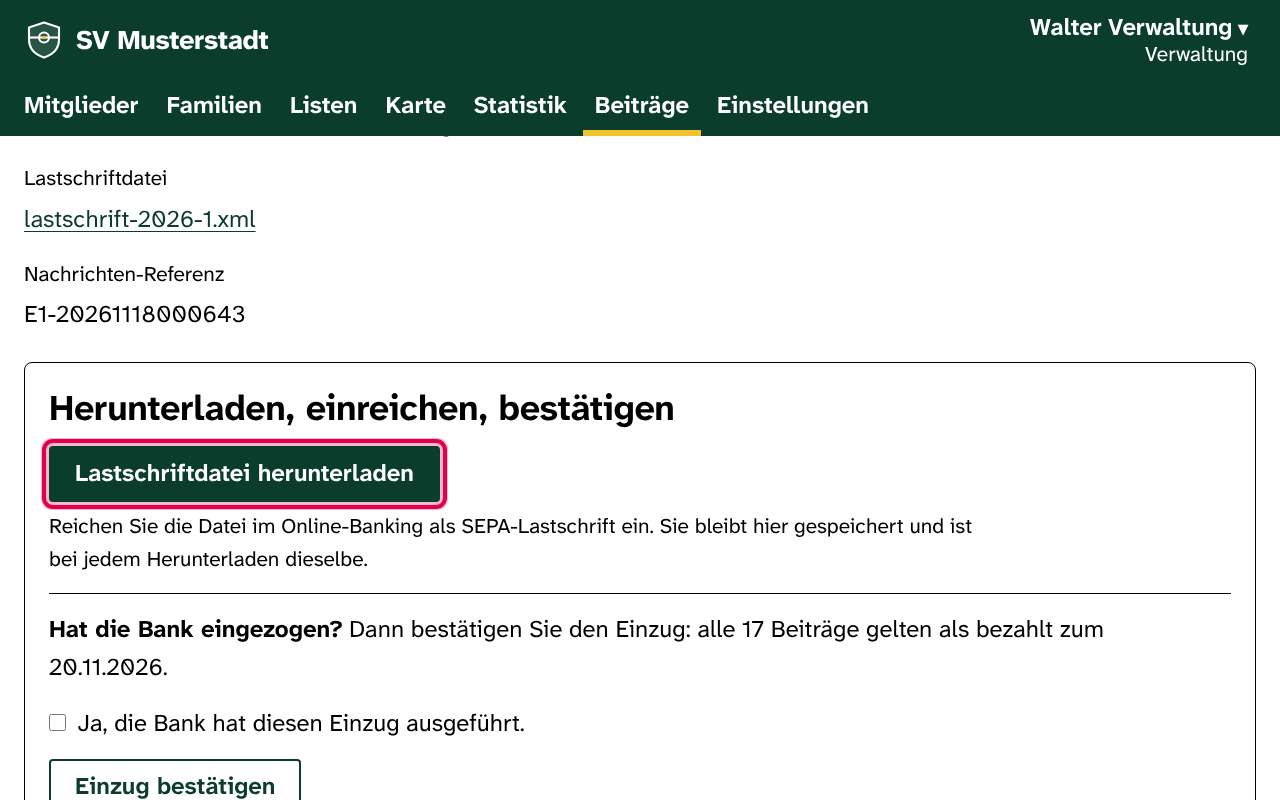 SV Musterstadt
Walter Verwaltung ▾
Verwaltung
Mitglieder Familien Listen Karte Statistik Beiträge Einstellungen
Lastschriftdatei
lastschrift-2026-1.xml
Nachrichten-Referenz
E1-20261118000643
Herunterladen, einreichen, bestätigen
Lastschriftdatei herunterladen
Reichen Sie die Datei im Online-Banking als SEPA-Lastschrift ein. Sie bleibt hier gespeichert und ist
bei jedem Herunterladen dieselbe.
Hat die Bank eingezogen? Dann bestätigen Sie den Einzug: alle 17 Beiträge gelten als bezahlt zum
20.11.2026.
Ja, die Bank hat diesen Einzug ausgeführt.
Einzug bestätigen